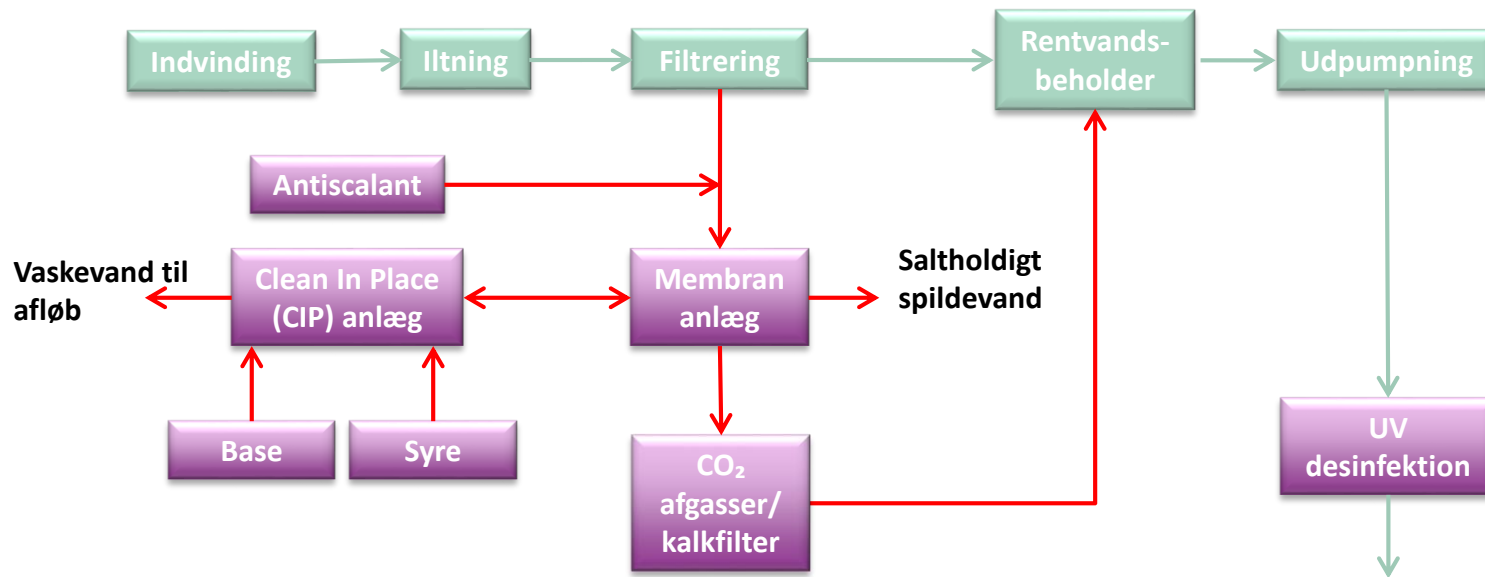 Indvinding
Iltning
Filtrering
Rentvands-
beholder
Udpumpning
Antiscalant
Vaskevand til
afløb
Clean In Place
(CIP) anlæg
Membran
anlæg
Saltholdigt
spildevand
Base
Syre
CO₂
afgasser/
kalkfilter
UV
desinfektion